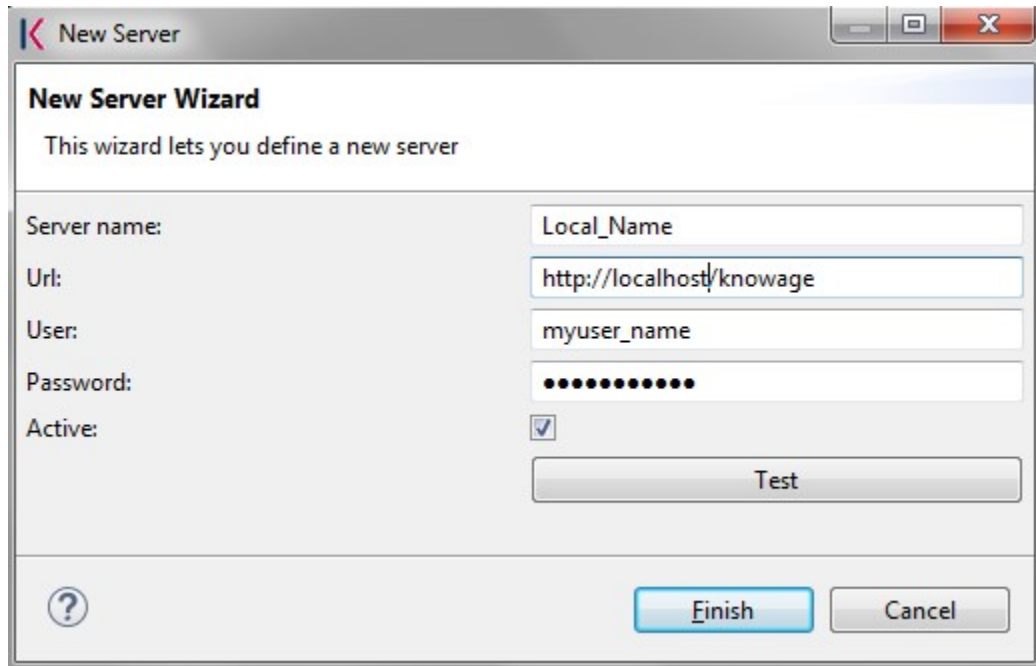 New Server
New Server Wizard
This wizard lets you define a new server
Server name: Local_Name
Url: http://localhost/knowage
User: myuser_name
Password: •••••••••••
Active:
Test
? Finish Cancel